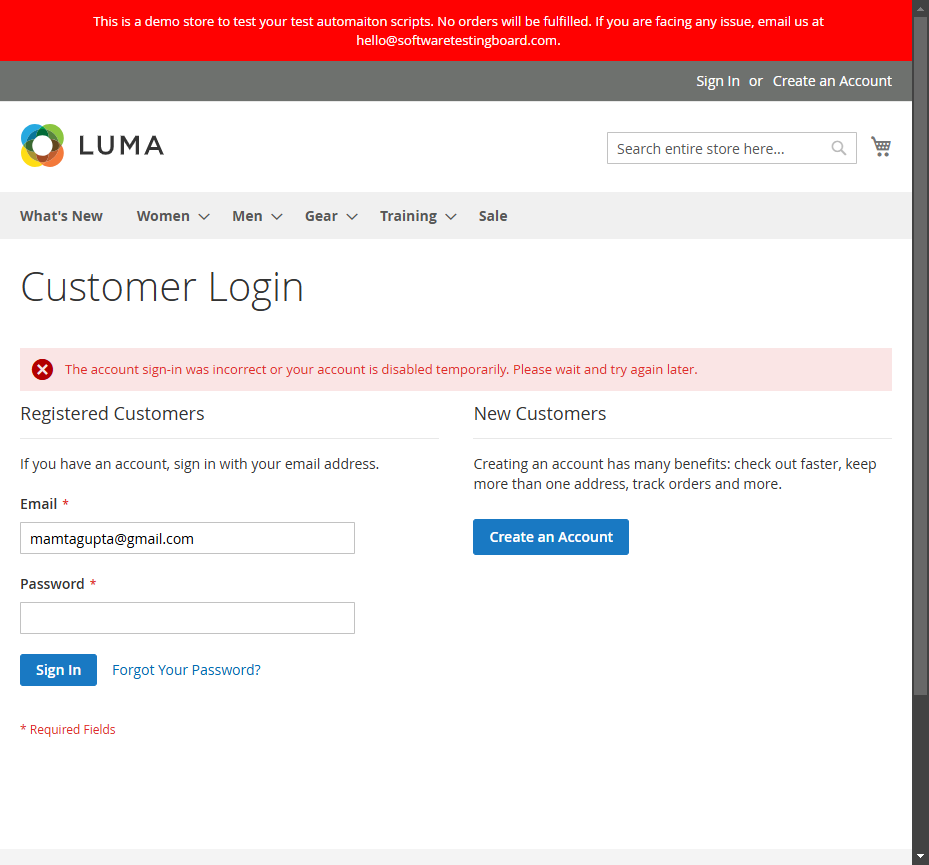 This is a demo store to test your test automaiton scripts. No orders will be fulfilled. If you are facing any issue, email us at
hello@softwaretestingboard.com.
Sign In or Create an Account
LUMA
Search entire store here...
What's New Women Men Gear Training Sale
Customer Login
The account sign-in was incorrect or your account is disabled temporarily. Please wait and try again later.
Registered Customers
If you have an account, sign in with your email address.
Email *
mamtagupta@gmail.com
Password *
Sign In Forgot Your Password?
* Required Fields
New Customers
Creating an account has many benefits: check out faster, keep
more than one address, track orders and more.
Create an Account